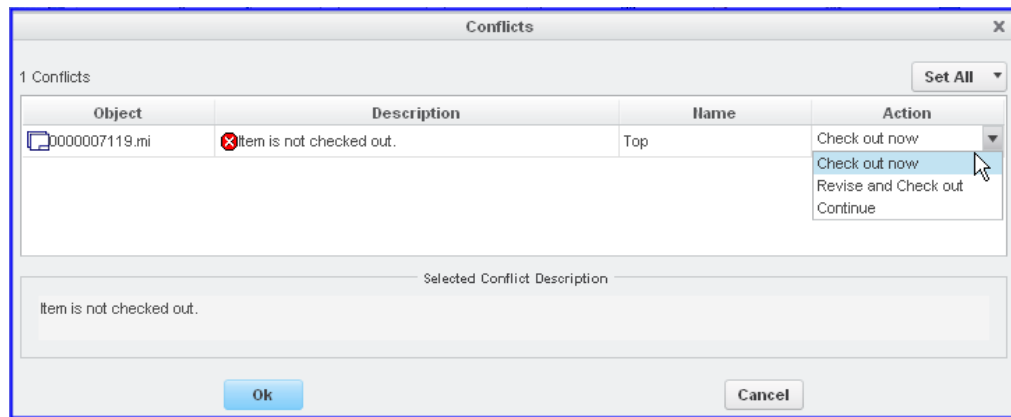 Conflicts
1 Conflicts
Set All
Object Description Name Action
0000007119.mi Item is not checked out. Top Check out now
Check out now
Revise and Check out
Continue
Selected Conflict Description
Item is not checked out.
Ok Cancel